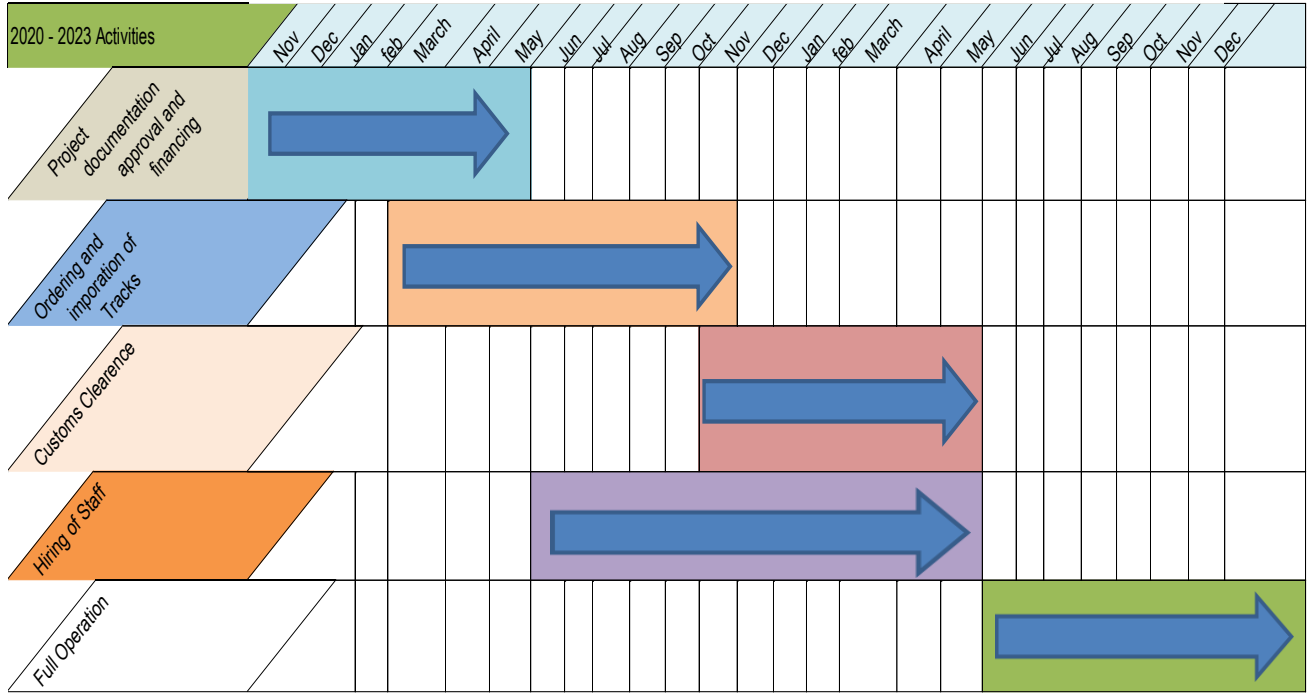 2020 - 2023 Activities
Nov
Dec
Jan
feb
March
April
May
Jun
Jul
Aug
Sep
Oct
Nov
Dec
Jan
feb
March
April
May
Jun
Jul
Aug
Sep
Oct
Nov
Dec
Project
documentation
approval and
financing
Ordering and
imporation of
Tracks
Customs Clearence
Hiring of Staff
Full Operation